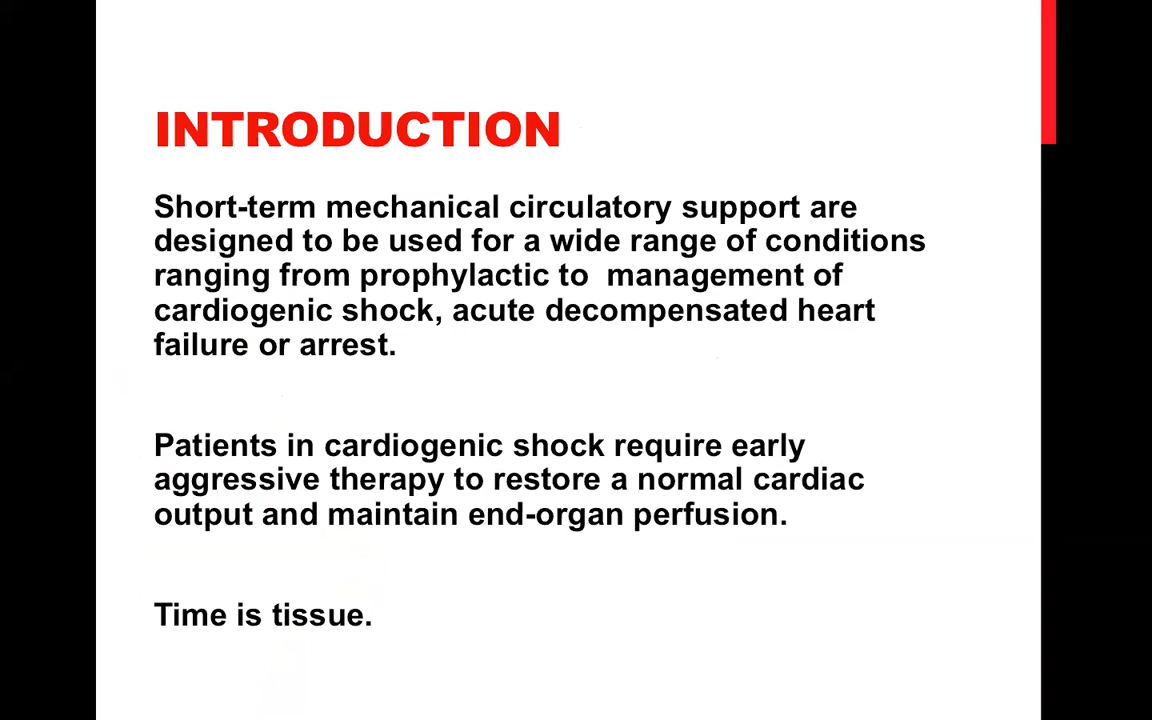 INTRODUCTION
Short-term mechanical circulatory support are
designed to be used for a wide range of conditions
ranging from prophylactic to  management of
cardiogenic shock, acute decompensated heart
failure or arrest.
Patients in cardiogenic shock require early
aggressive therapy to restore a normal cardiac
output and maintain end-organ perfusion.
Time is tissue.